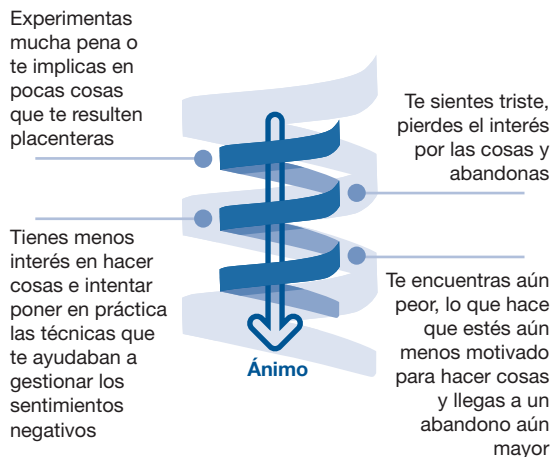 Experimentas
mucha pena o
te implicas en
pocas cosas
que te resulten
placenteras
Te sientes triste,
pierdes el interés
por las cosas y
abandonas
Tienes menos
interés en hacer
cosas e intentar
poner en práctica
las técnicas que
te ayudaban a
gestionar los
sentimientos
negativos
Te encuentras aún
peor, lo que hace
que estés aún
menos motivado
para hacer cosas
y llegas a un
abandono aún
mayor
Ánimo